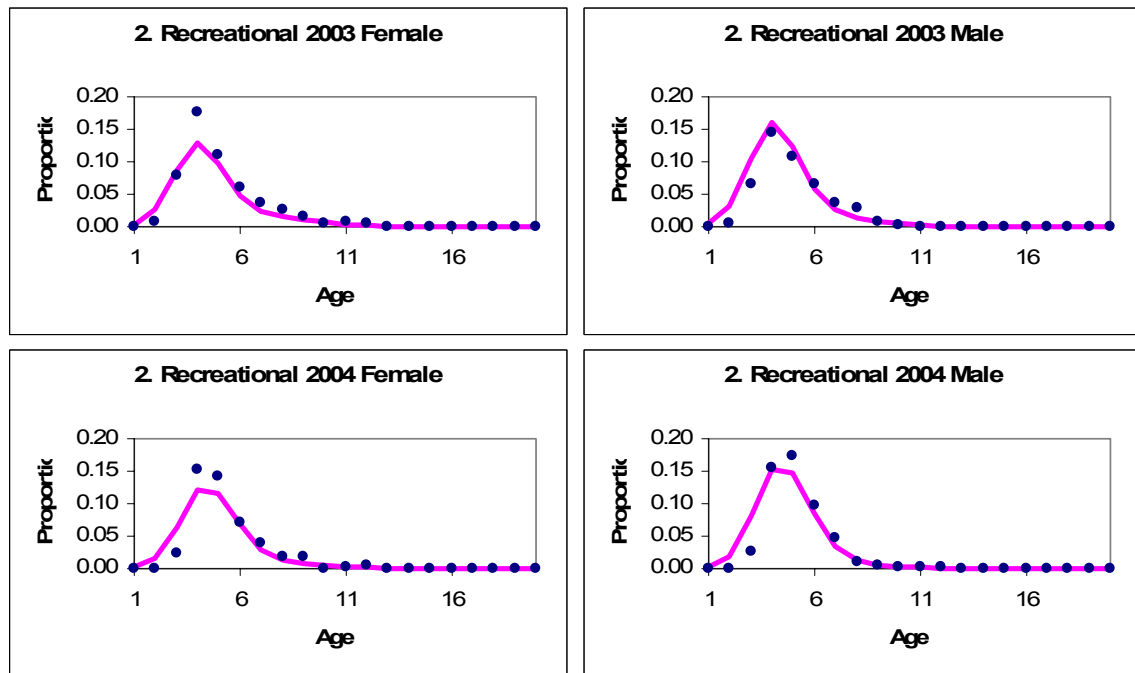 2. Recreational 2003 Female
Proportic
0.20
0.15
0.10
0.05
0.00
1 6 11 16
Age
2. Recreational 2003 Male
Proportic
0.20
0.15
0.10
0.05
0.00
1 6 11 16
Age
2. Recreational 2004 Female
Proportic
0.20
0.15
0.10
0.05
0.00
1 6 11 16
Age
2. Recreational 2004 Male
Proportic
0.20
0.15
0.10
0.05
0.00
1 6 11 16
Age